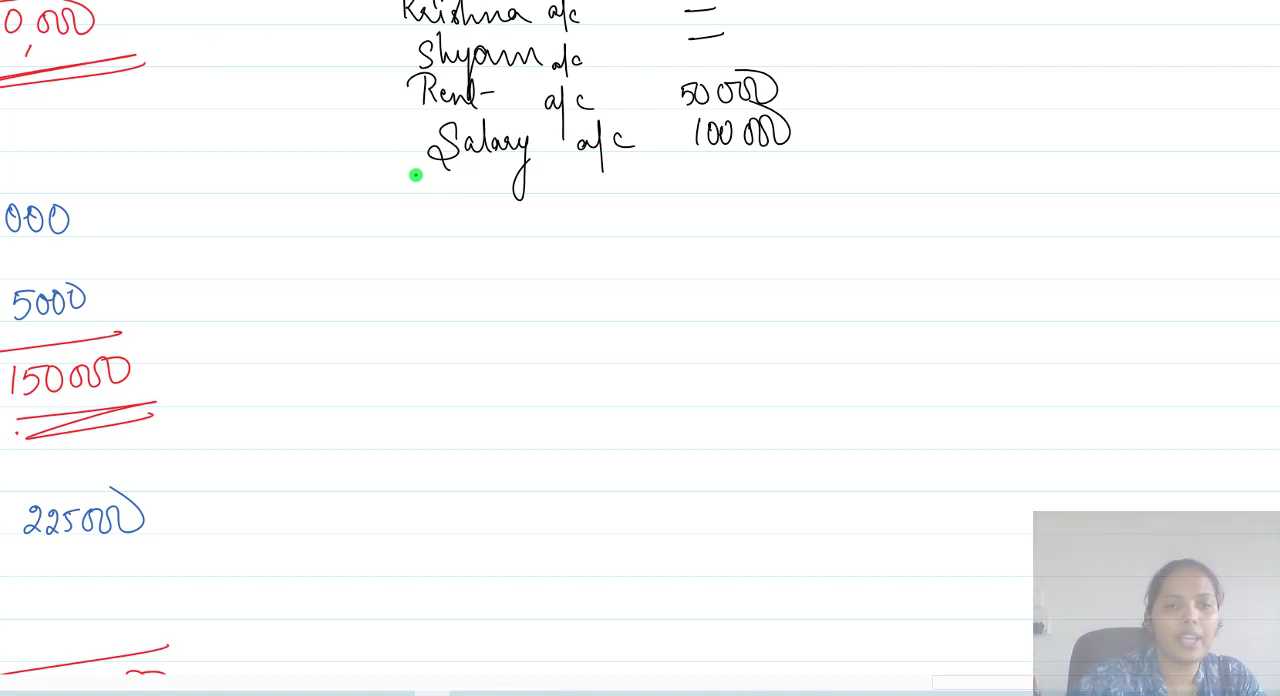 0,000
Krishna a/c —
Shyam a/c —
Rent a/c 50000
Salary a/c 100000
000
5000
150000
225000